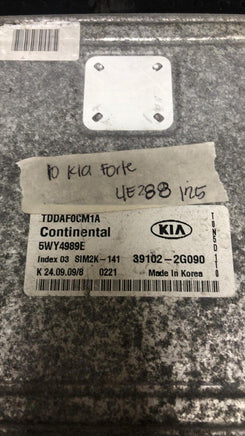 10 Kia Forte
4E288 125
TDDAF0CM1A
Continental
5WY4989E
KIA
Index 03 SIM2K-141 39102-2G090
K 24.09.09/8 0221 Made in Korea